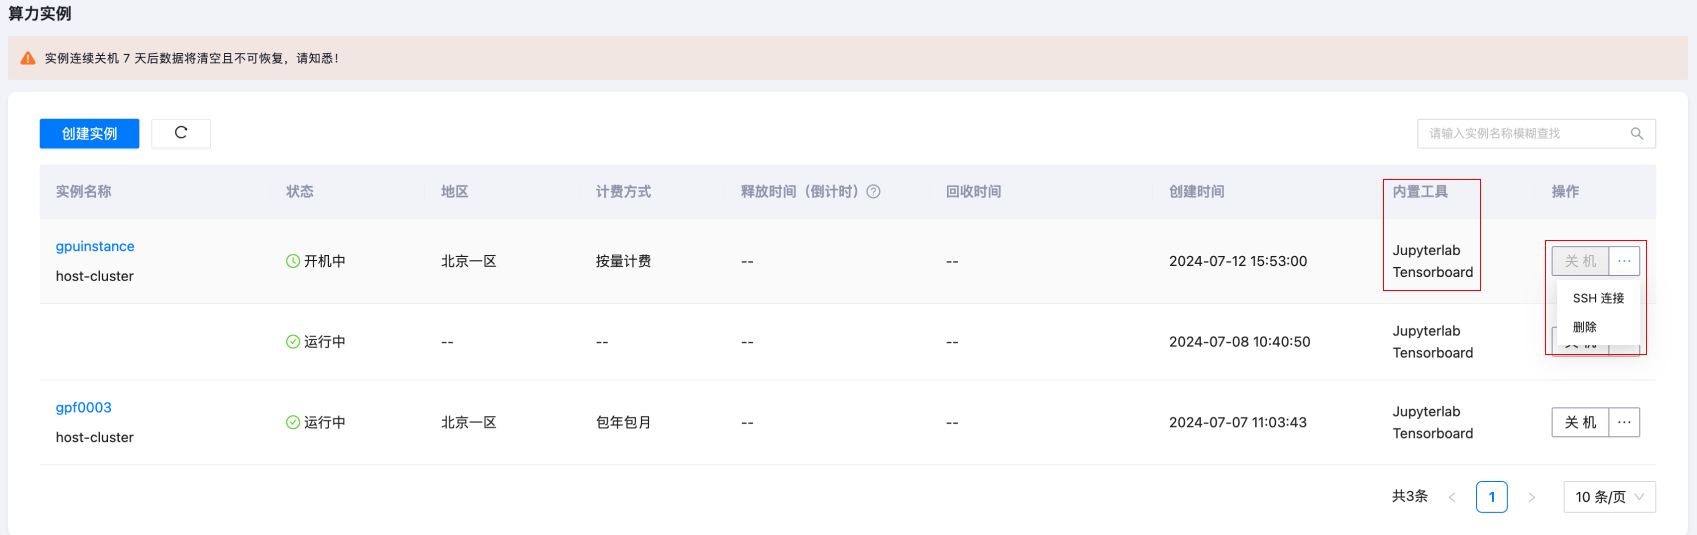 算力实例
实例连续关机 7 天后数据将清空且不可恢复，请知悉！
创建实例
请输入实例名称模糊查找
实例名称 状态 地区 计费方式 释放时间（倒计时） 回收时间 创建时间 内置工具 操作
gpuinstance
host-cluster
开机中 北京一区 按量计费 -- -- 2024-07-12 15:53:00
Jupyterlab
Tensorboard
关 机 ···
SSH 连接
删除
运行中 -- -- -- -- 2024-07-08 10:40:50
Jupyterlab
Tensorboard
gpf0003
host-cluster
运行中 北京一区 包年包月 -- -- 2024-07-07 11:03:43
Jupyterlab
Tensorboard
关 机 ···
共3条 < 1 > 10 条/页